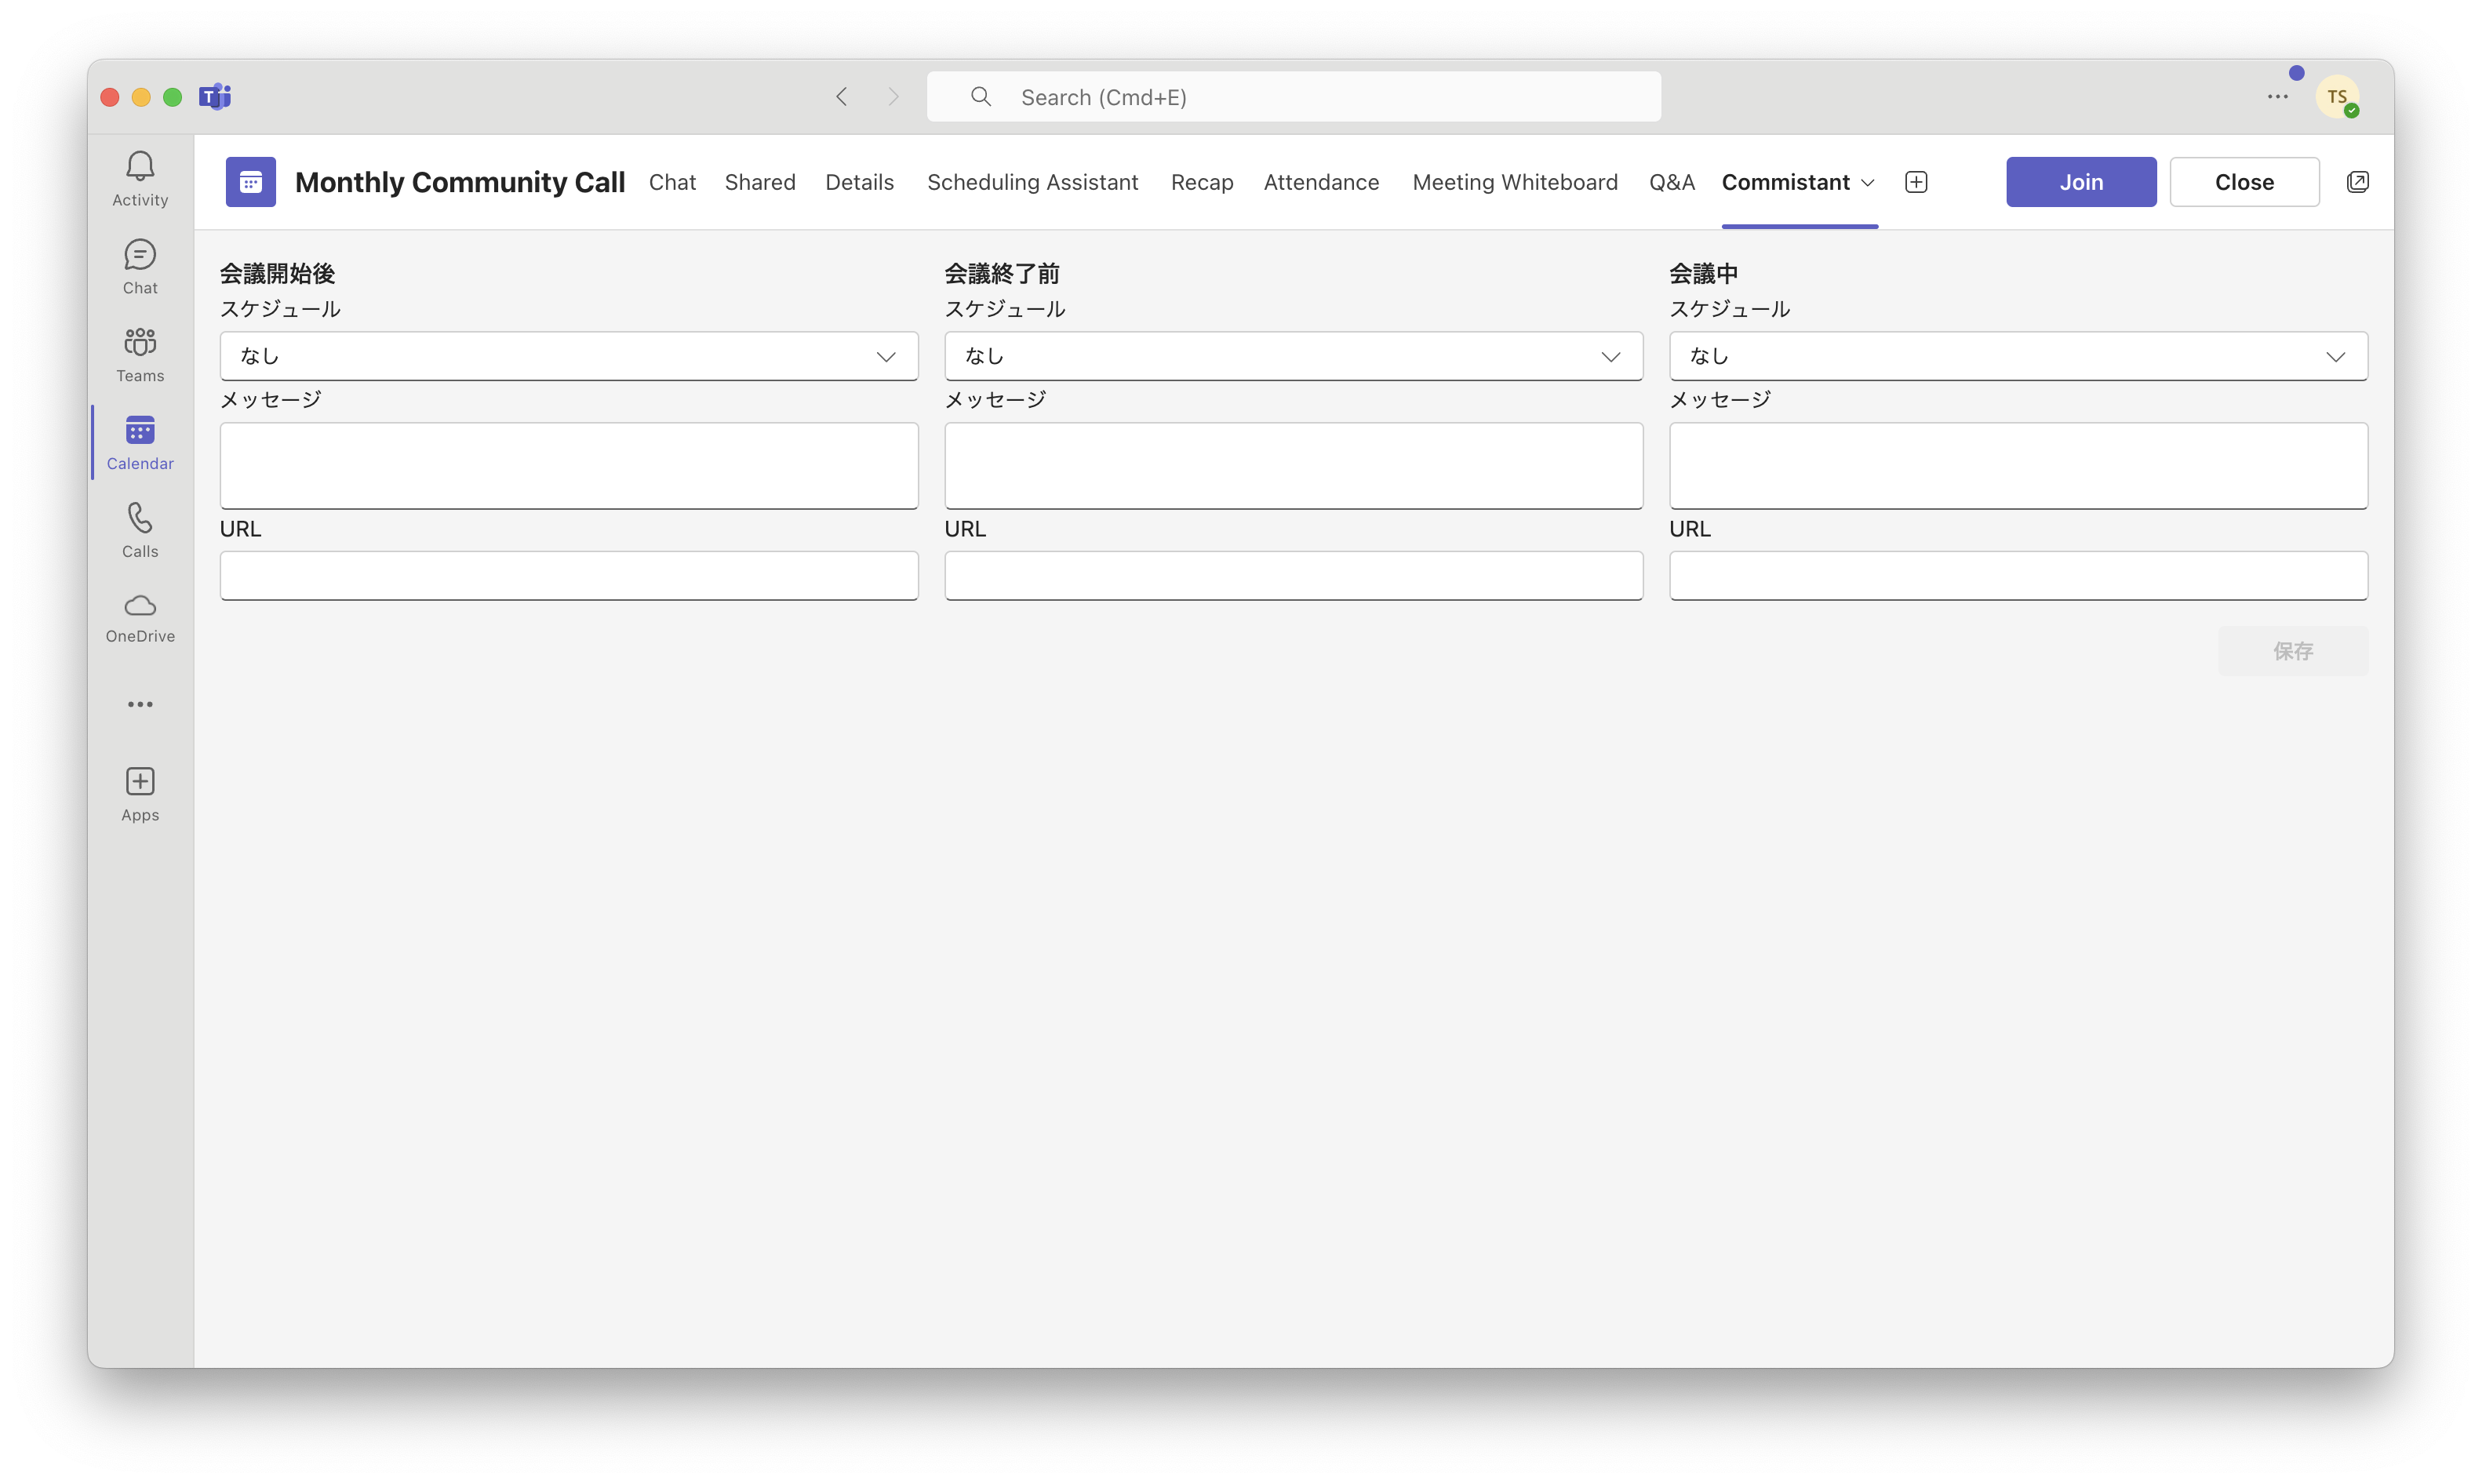 T
Search (Cmd+E)
TS
Activity
Chat
Teams
Calendar
Calls
OneDrive
Apps
Monthly Community Call Chat Shared Details Scheduling Assistant Recap Attendance Meeting Whiteboard Q&A Commistant Join Close
会議開始後
スケジュール
なし
メッセージ
URL
会議終了前
スケジュール
なし
メッセージ
URL
会議中
スケジュール
なし
メッセージ
URL
保存